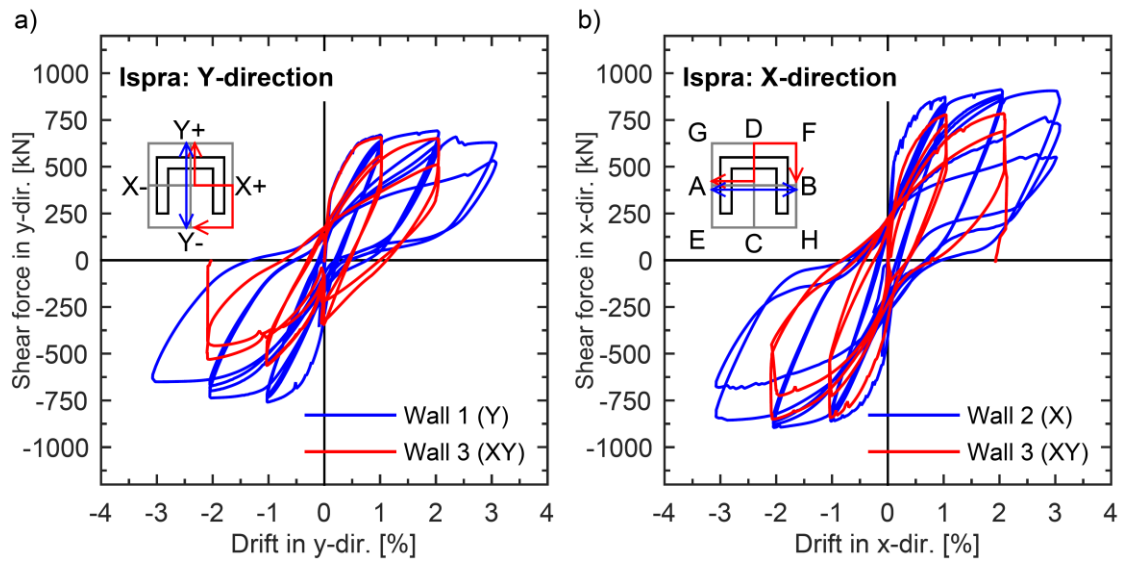 a)
Ispra: Y-direction
Y+
X-
X+
Y-
1000
750
500
250
0
-250
-500
-750
-1000
Shear force in y-dir. [kN]
Wall 1 (Y)
Wall 3 (XY)
-4 -3 -2 -1 0 1 2 3 4
Drift in y-dir. [%]
b)
Ispra: X-direction
G D F
A B
E C H
1000
750
500
250
0
-250
-500
-750
-1000
Shear force in x-dir. [kN]
Wall 2 (X)
Wall 3 (XY)
-4 -3 -2 -1 0 1 2 3 4
Drift in x-dir. [%]